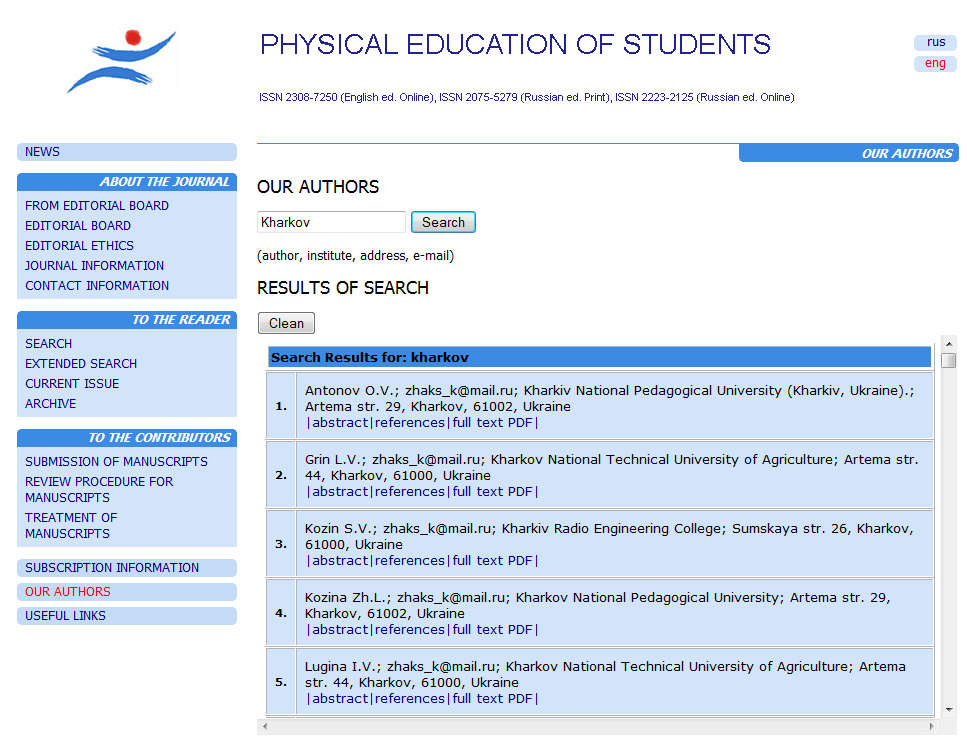 PHYSICAL EDUCATION OF STUDENTS
rus
eng
ISSN 2308-7250 (English ed. Online), ISSN 2075-5279 (Russian ed. Print), ISSN 2223-2125 (Russian ed. Online)
NEWS
ABOUT THE JOURNAL
FROM EDITORIAL BOARD
EDITORIAL BOARD
EDITORIAL ETHICS
JOURNAL INFORMATION
CONTACT INFORMATION
TO THE READER
SEARCH
EXTENDED SEARCH
CURRENT ISSUE
ARCHIVE
TO THE CONTRIBUTORS
SUBMISSION OF MANUSCRIPTS
REVIEW PROCEDURE FOR
MANUSCRIPTS
TREATMENT OF
MANUSCRIPTS
SUBSCRIPTION INFORMATION
OUR AUTHORS
USEFUL LINKS
OUR AUTHORS
OUR AUTHORS
Kharkov Search
(author, institute, address, e-mail)
RESULTS OF SEARCH
Clean
Search Results for: kharkov
1. Antonov O.V.; zhaks_k@mail.ru; Kharkiv National Pedagogical University (Kharkiv, Ukraine).;
Artema str. 29, Kharkov, 61002, Ukraine
|abstract|references|full text PDF|
2. Grin L.V.; zhaks_k@mail.ru; Kharkov National Technical University of Agriculture; Artema str.
44, Kharkov, 61000, Ukraine
|abstract|references|full text PDF|
3. Kozin S.V.; zhaks_k@mail.ru; Kharkiv Radio Engineering College; Sumskaya str. 26, Kharkov,
61000, Ukraine
|abstract|references|full text PDF|
4. Kozina Zh.L.; zhaks_k@mail.ru; Kharkov National Pedagogical University; Artema str. 29,
Kharkov, 61002, Ukraine
|abstract|references|full text PDF|
5. Lugina I.V.; zhaks_k@mail.ru; Kharkov National Technical University of Agriculture; Artema
str. 44, Kharkov, 61000, Ukraine
|abstract|references|full text PDF|